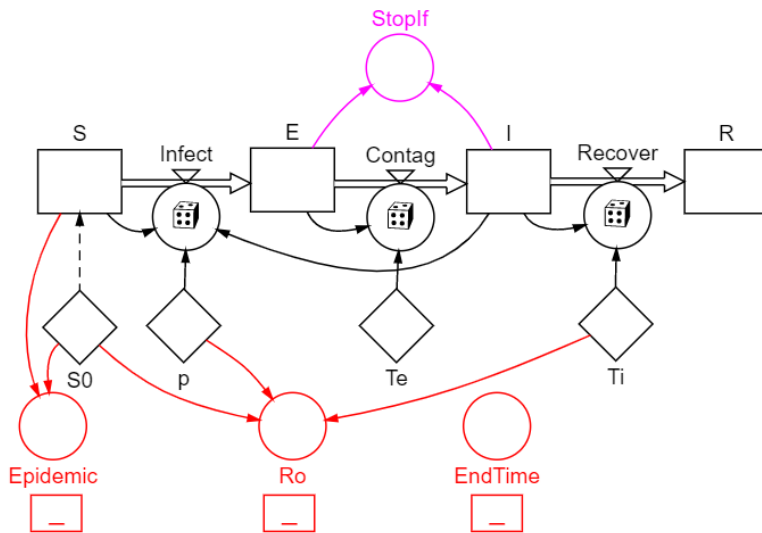 StopIf
S
Infect
E
Contag
I
Recover
R
S0
p
Te
Ti
Epidemic
Ro
EndTime
_
_
_